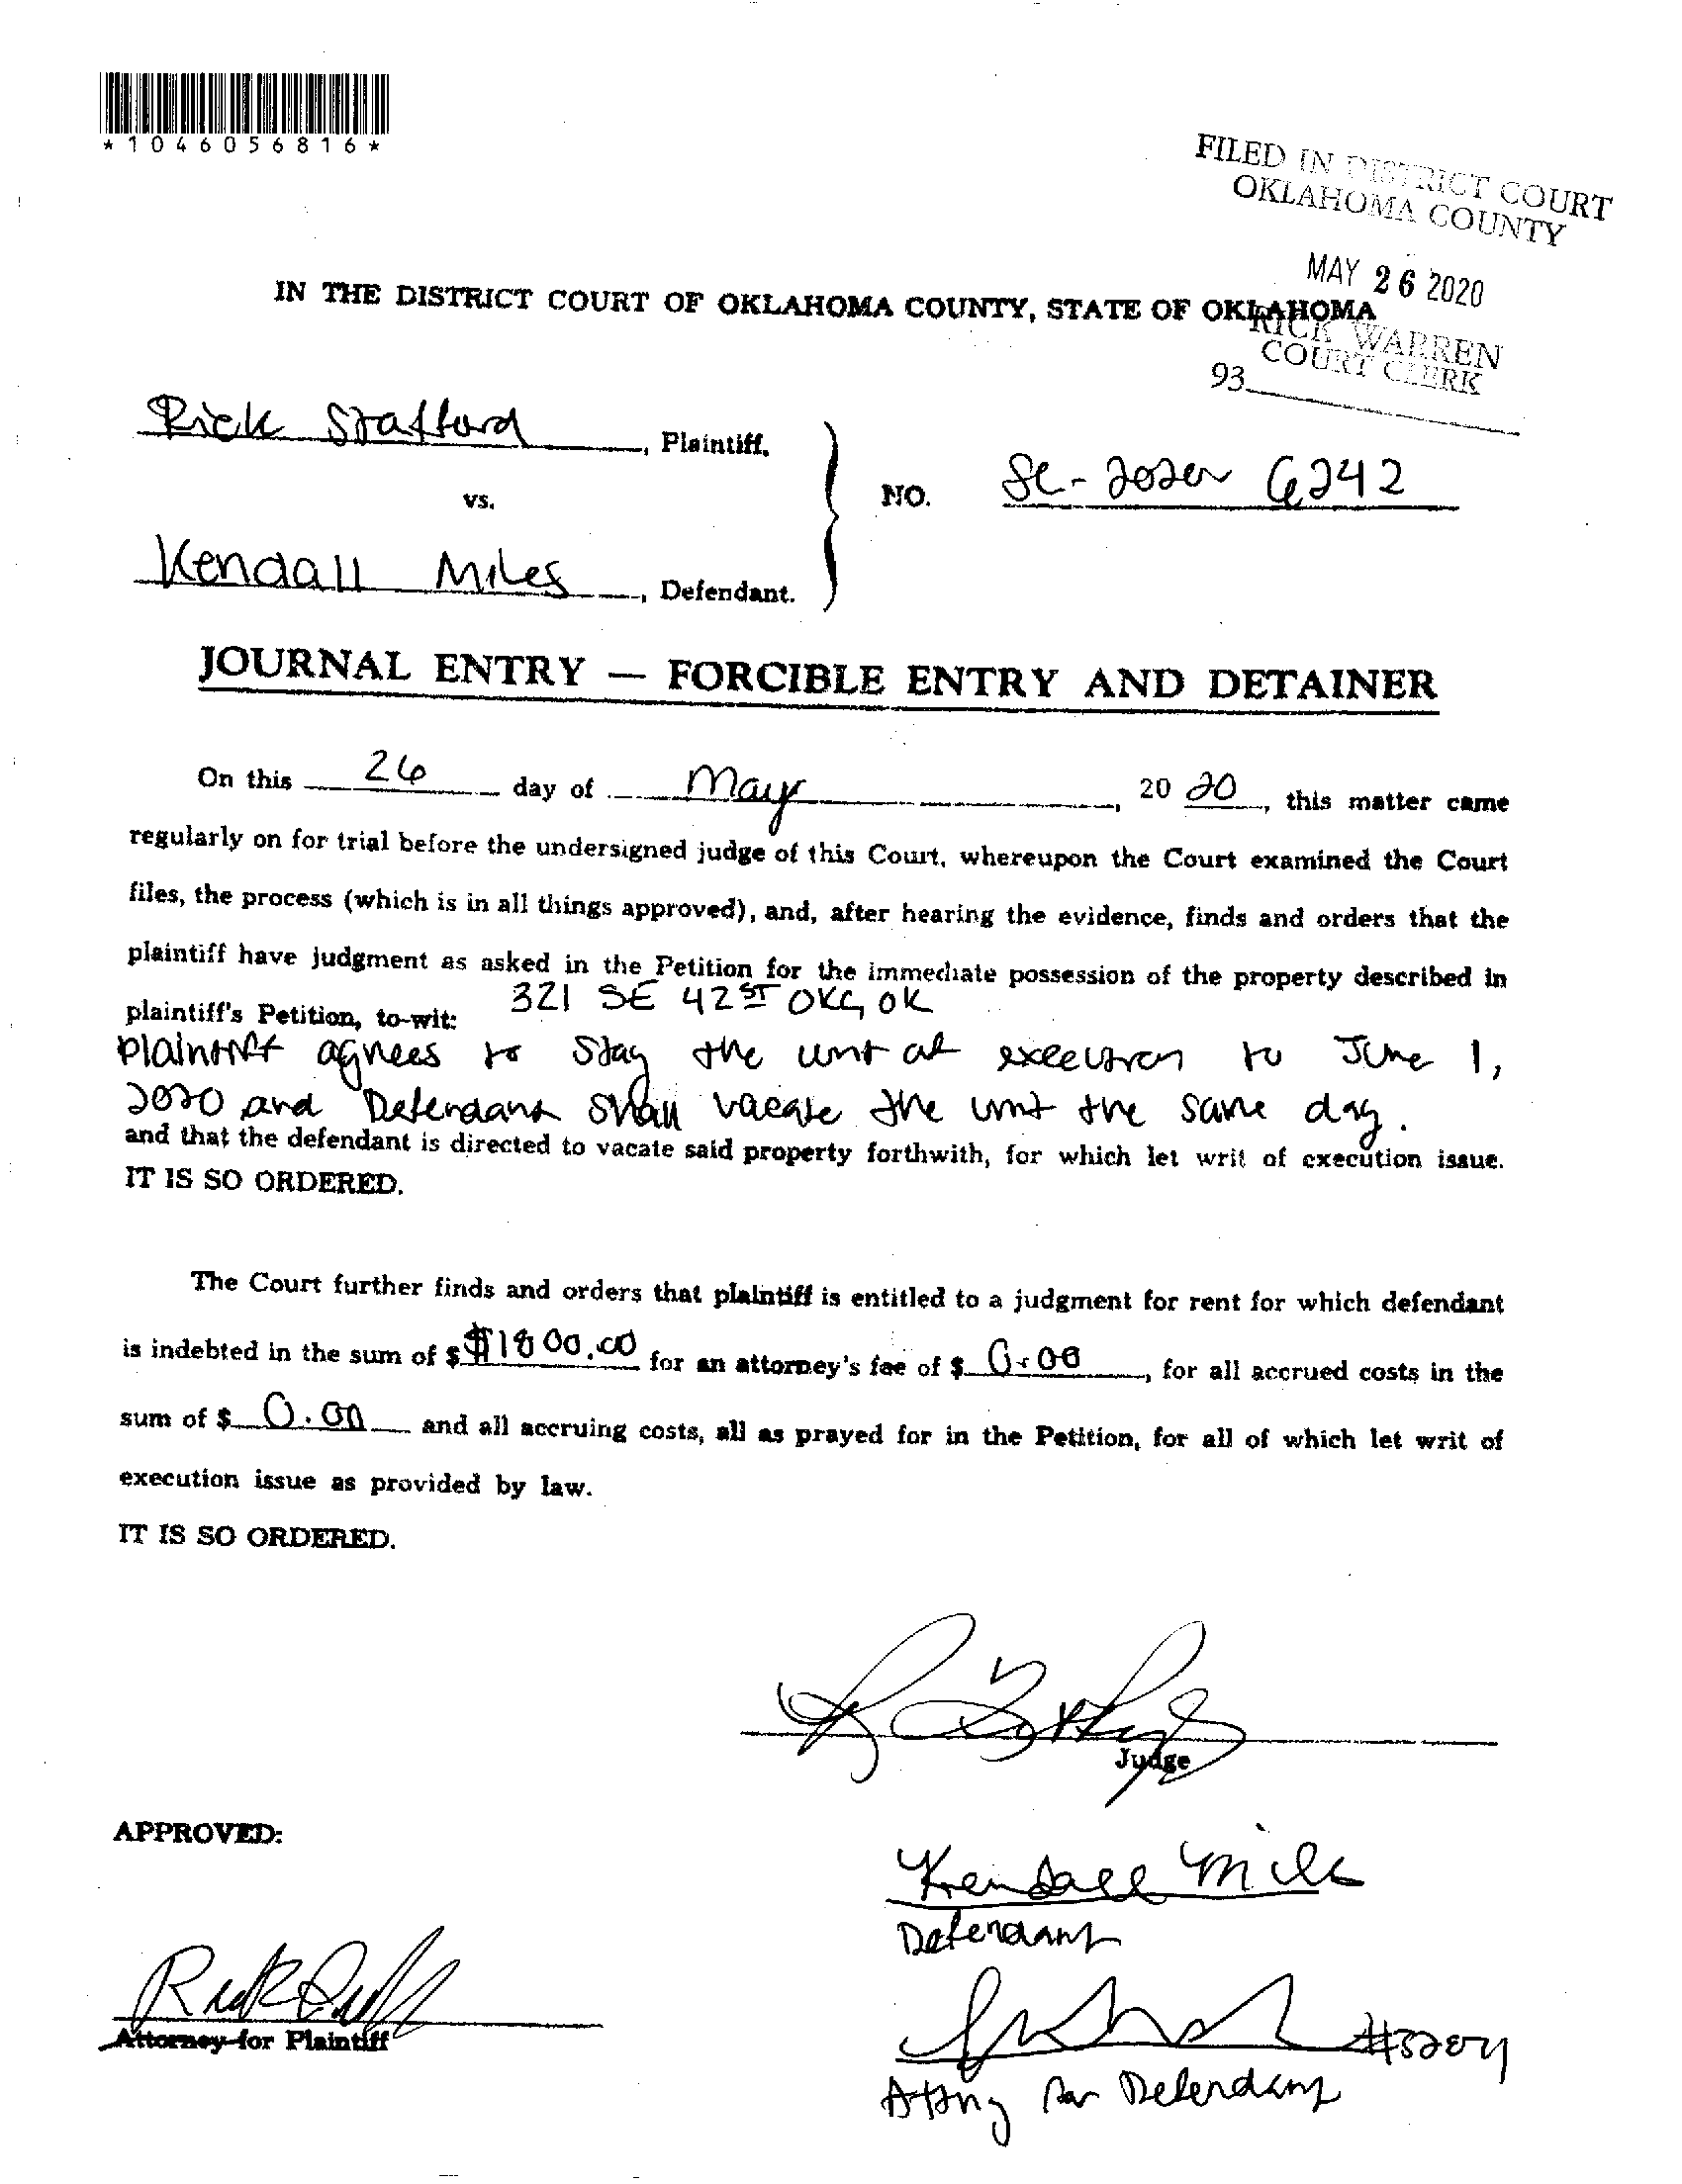 *1046056816*
FILED IN DISTRICT COURT
OKLAHOMA COUNTY
MAY 26 2020
IN THE DISTRICT COURT OF OKLAHOMA COUNTY, STATE OF OKLAHOMA
RICK WARREN
COURT CLERK
93
Rick Stafford, Plaintiff,
vs.
NO. SC-2020 6242
Kendall Miles, Defendant.
JOURNAL ENTRY — FORCIBLE ENTRY AND DETAINER
On this 26 day of May, 20 20, this matter came
regularly on for trial before the undersigned judge of this Court, whereupon the Court examined the Court
files, the process (which is in all things approved), and, after hearing the evidence, finds and orders that the
plaintiff have judgment as asked in the Petition for the immediate possession of the property described in
plaintiff's Petition, to-wit: 321 SE 42 ST OKC, OK
Plaintiff agrees to stay the writ of execution to June 1,
2020 and Defendant shall vacate the unit the same day.
and that the defendant is directed to vacate said property forthwith, for which let writ of execution issue.
IT IS SO ORDERED.
The Court further finds and orders that plaintiff is entitled to a judgment for rent for which defendant
is indebted in the sum of $ $1800.00 for an attorney's fee of $ 0.00, for all accrued costs in the
sum of $ 0.00 and all accruing costs, all as prayed for in the Petition, for all of which let writ of
execution issue as provided by law.
IT IS SO ORDERED.
Judge
APPROVED:
Kendall Miles
Defendant
Attorney for Plaintiff
Attny for Defendant